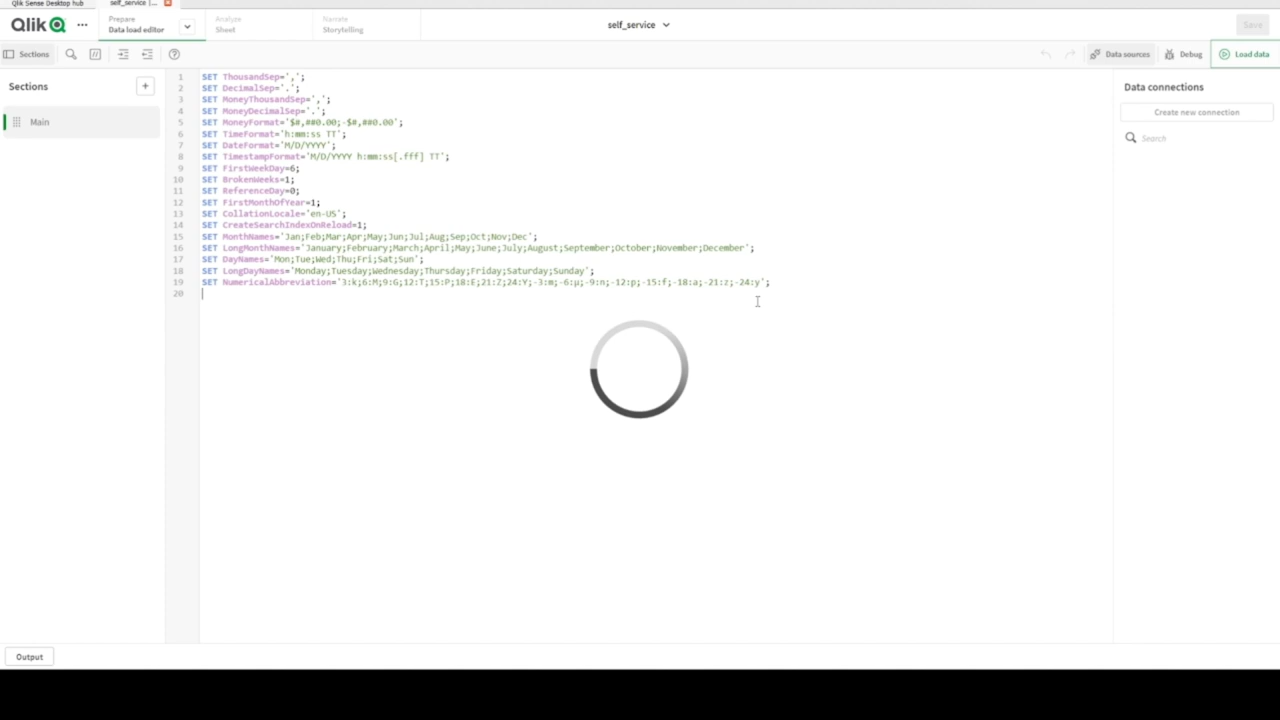 Qlik Sense Desktop hub
self_service |...
Qlik
...
Prepare
Data load editor
Analyze
Sheet
Narrate
Storytelling
self_service
Save
Sections
Data sources
Debug
Load data
Sections
+
Main
1 SET ThousandSep=',';
2 SET DecimalSep='.';
3 SET MoneyThousandSep=',';
4 SET MoneyDecimalSep='.';
5 SET MoneyFormat='$#,##0.00;-$#,##0.00';
6 SET TimeFormat='h:mm:ss TT';
7 SET DateFormat='M/D/YYYY';
8 SET TimestampFormat='M/D/YYYY h:mm:ss[.fff] TT';
9 SET FirstWeekDay=6;
10 SET BrokenWeeks=1;
11 SET ReferenceDay=0;
12 SET FirstMonthOfYear=1;
13 SET CollationLocale='en-US';
14 SET CreateSearchIndexOnReload=1;
15 SET MonthNames='Jan;Feb;Mar;Apr;May;Jun;Jul;Aug;Sep;Oct;Nov;Dec';
16 SET LongMonthNames='January;February;March;April;May;June;July;August;September;October;November;December';
17 SET DayNames='Mon;Tue;Wed;Thu;Fri;Sat;Sun';
18 SET LongDayNames='Monday;Tuesday;Wednesday;Thursday;Friday;Saturday;Sunday';
19 SET NumericalAbbreviation='3:k;6:M;9:G;12:T;15:P;18:E;21:Z;24:Y;-3:m;-6:μ;-9:n;-12:p;-15:f;-18:a;-21:z;-24:y';
20
Data connections
Create new connection
Search
Output